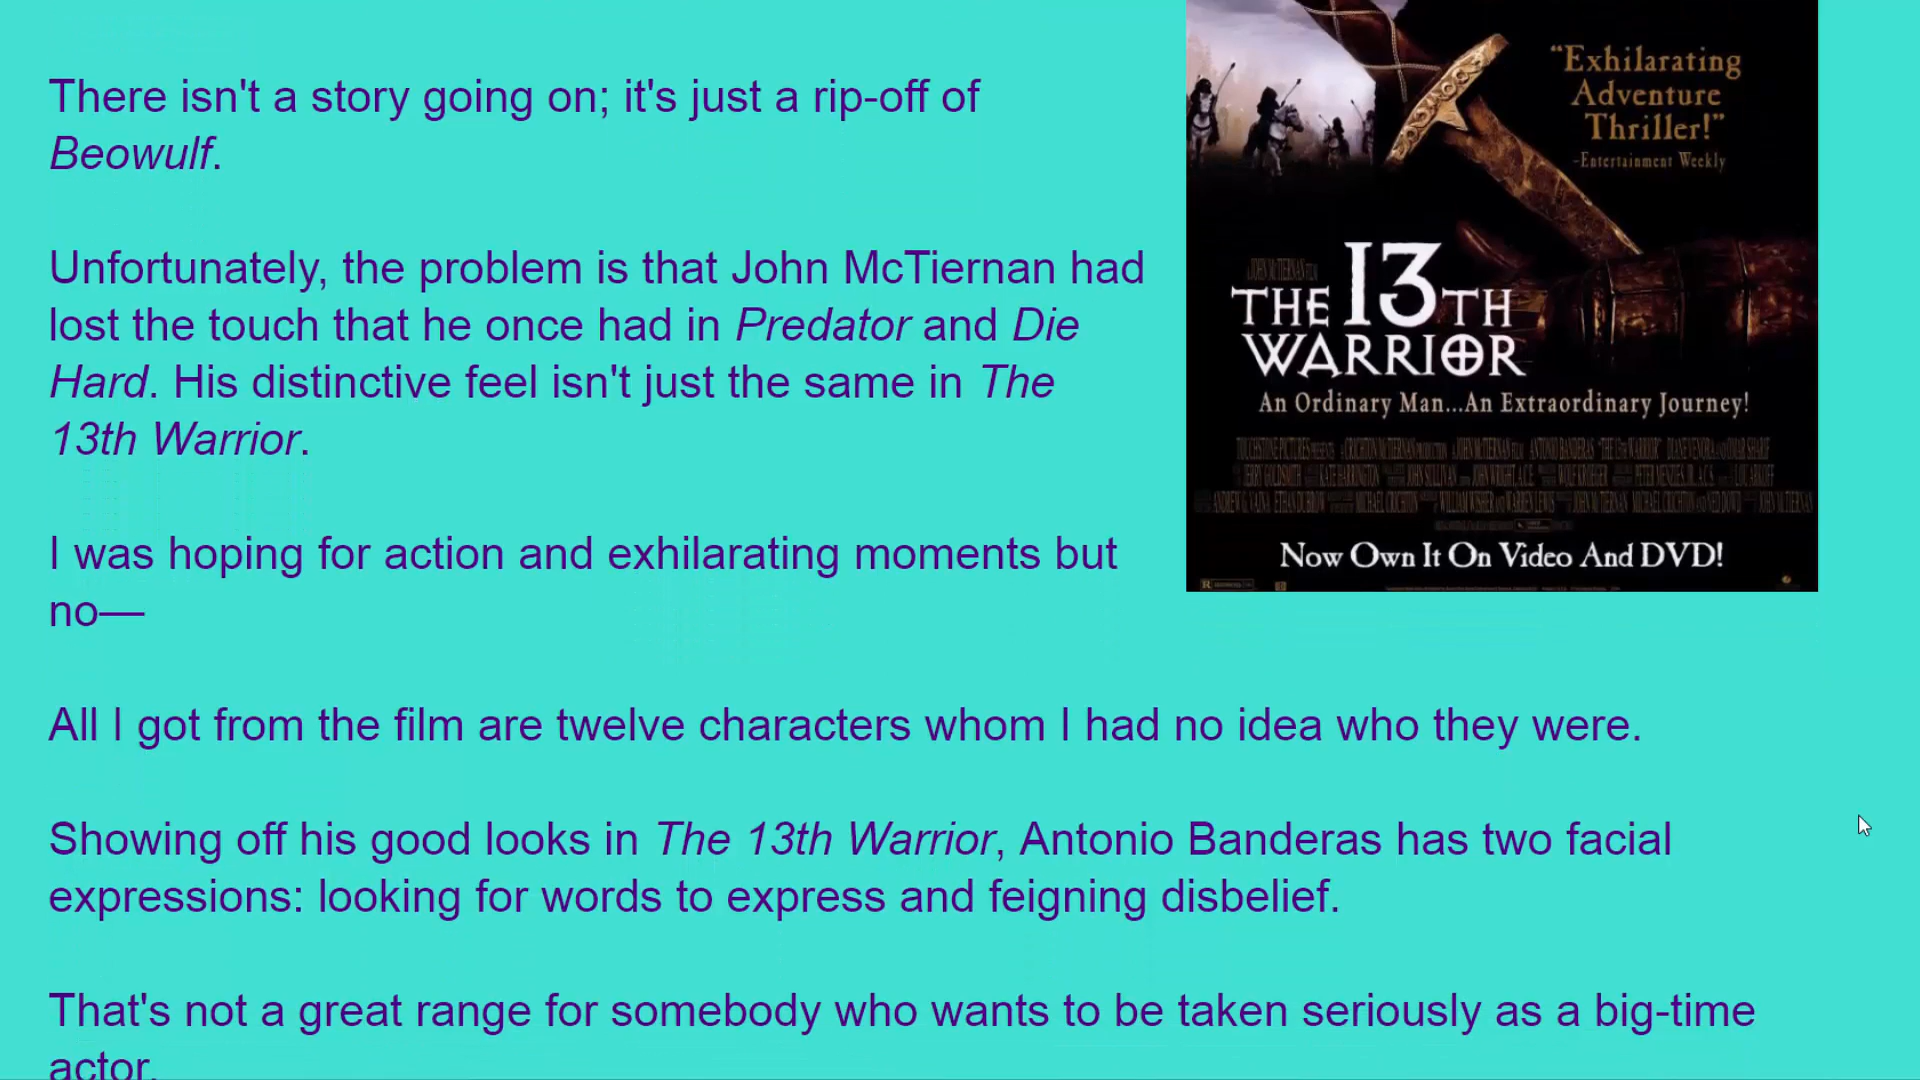 There isn't a story going on; it's just a rip-off of
Beowulf.
Unfortunately, the problem is that John McTiernan had
lost the touch that he once had in Predator and Die
Hard. His distinctive feel isn't just the same in The
13th Warrior.
I was hoping for action and exhilarating moments but
no—
All I got from the film are twelve characters whom I had no idea who they were.
Showing off his good looks in The 13th Warrior, Antonio Banderas has two facial
expressions: looking for words to express and feigning disbelief.
That's not a great range for somebody who wants to be taken seriously as a big-time
actor.
“Exhilarating
Adventure
Thriller!”
-Entertainment Weekly
THE 13TH
WARRIOR
An Ordinary Man...An Extraordinary Journey!
Now Own It On Video And DVD!